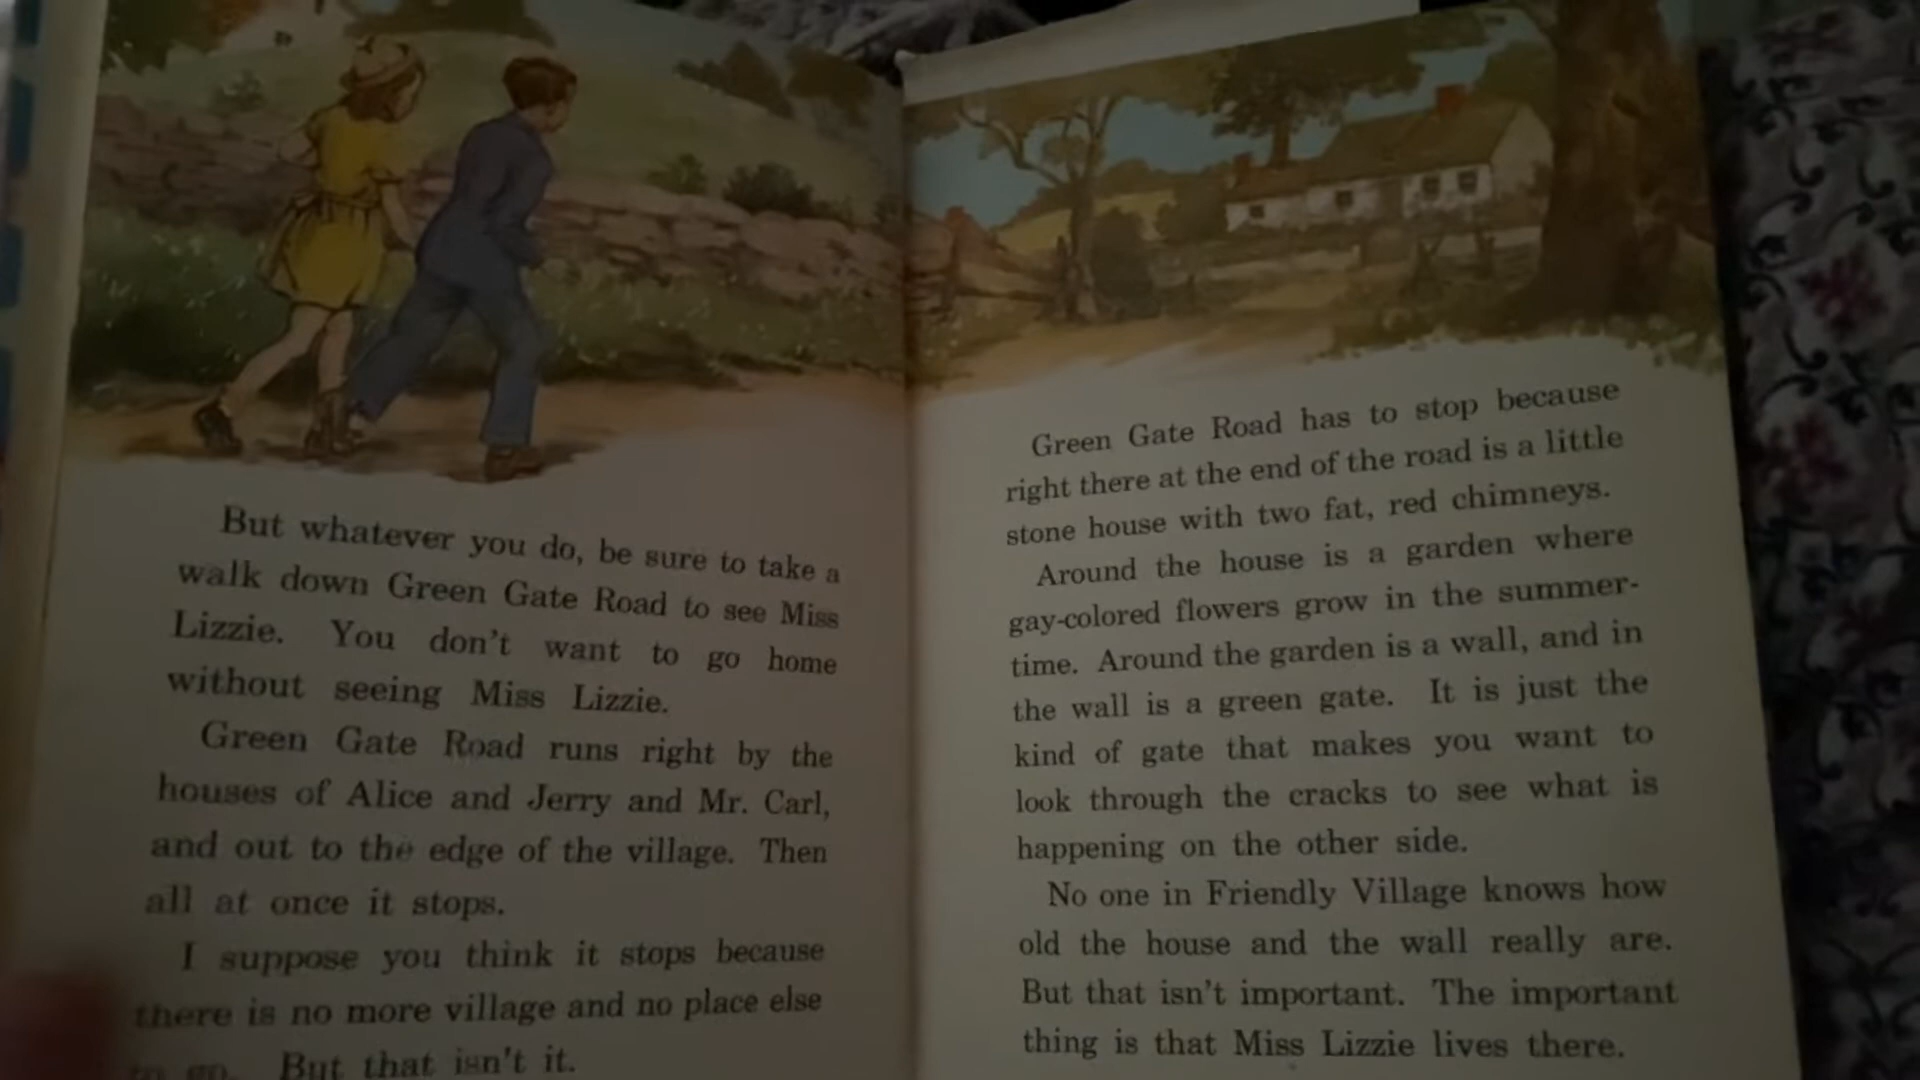 But whatever you do, be sure to take a
walk down Green Gate Road to see Miss
Lizzie. You don't want to go home
without seeing Miss Lizzie.
Green Gate Road runs right by the
houses of Alice and Jerry and Mr. Carl,
and out to the edge of the village. Then
all at once it stops.
I suppose you think it stops because
there is no more village and no place else
to go. But that isn't it.
Green Gate Road has to stop because
right there at the end of the road is a little
stone house with two fat, red chimneys.
Around the house is a garden where
gay-colored flowers grow in the summer-
time. Around the garden is a wall, and in
the wall is a green gate. It is just the
kind of gate that makes you want to
look through the cracks to see what is
happening on the other side.
No one in Friendly Village knows how
old the house and the wall really are.
But that isn't important. The important
thing is that Miss Lizzie lives there.